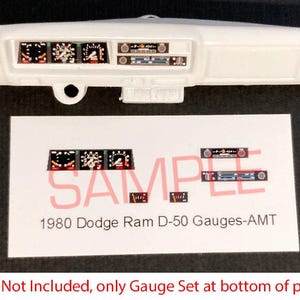 SAMPLE
1980 Dodge Ram D-50 Gauges-AMT
Not Included, only Gauge Set at bottom of p